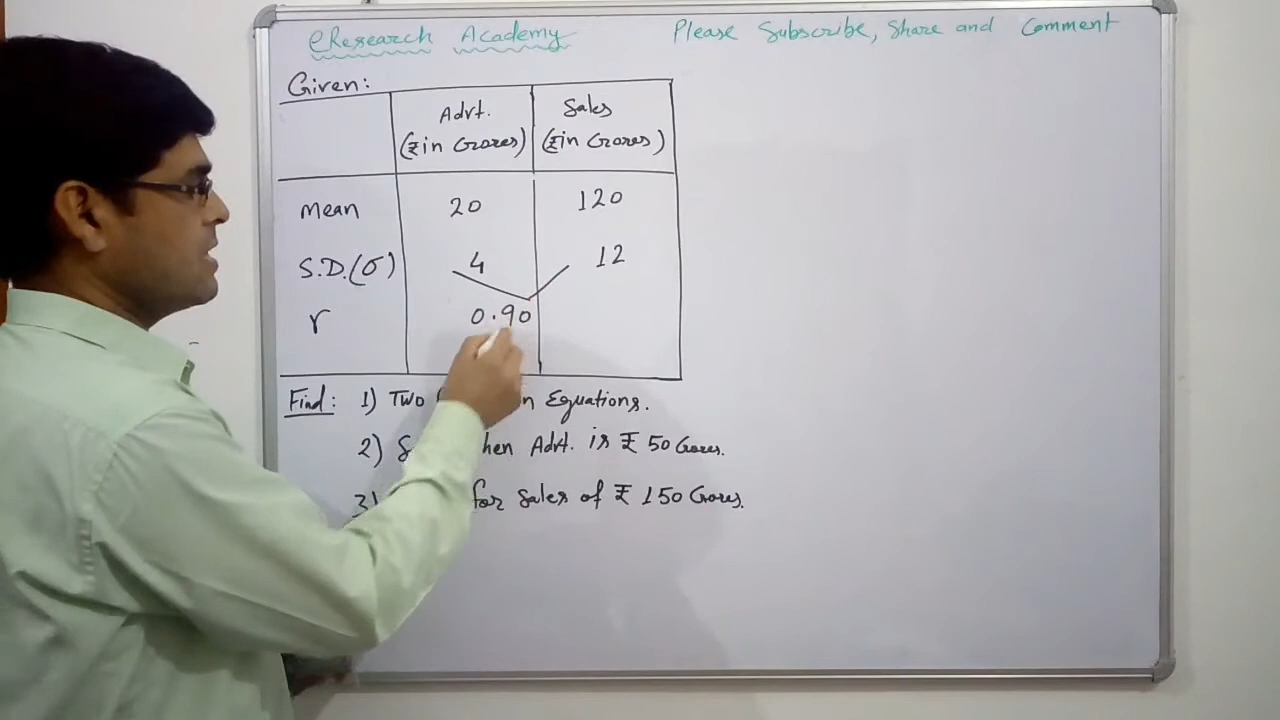 eResearch Academy Please Subscribe, Share and Comment
Given:
Advt. Sales
(₹ in Crores) (₹ in Crores)
Mean 20 120
S.D.(σ) 4 12
r 0.90
Find: 1) Two Equations.
2) Advt. is ₹ 50 Crores.
3) for Sales of ₹ 150 Crores.